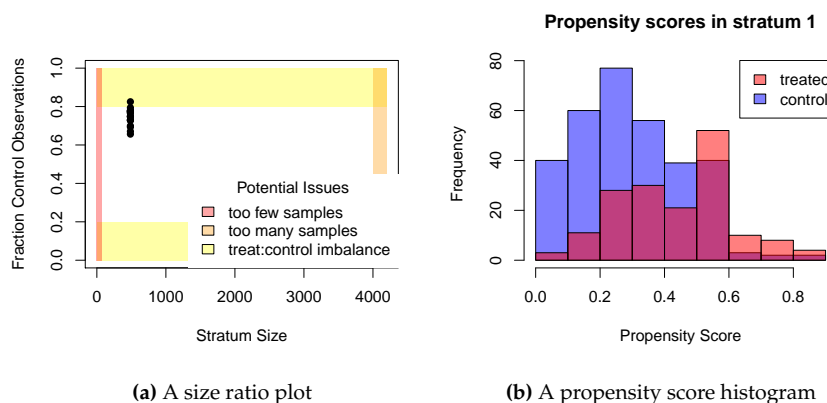 Propensity scores in stratum 1
Fraction Control Observations
1.0
0.8
0.6
0.4
0.2
0.0
Potential Issues
too few samples
too many samples
treat:control imbalance
0 1000 2000 3000 4000
Stratum Size
Frequency
80
60
40
20
0
treated
control
0.0 0.2 0.4 0.6 0.8
Propensity Score
(a) A size ratio plot
(b) A propensity score histogram